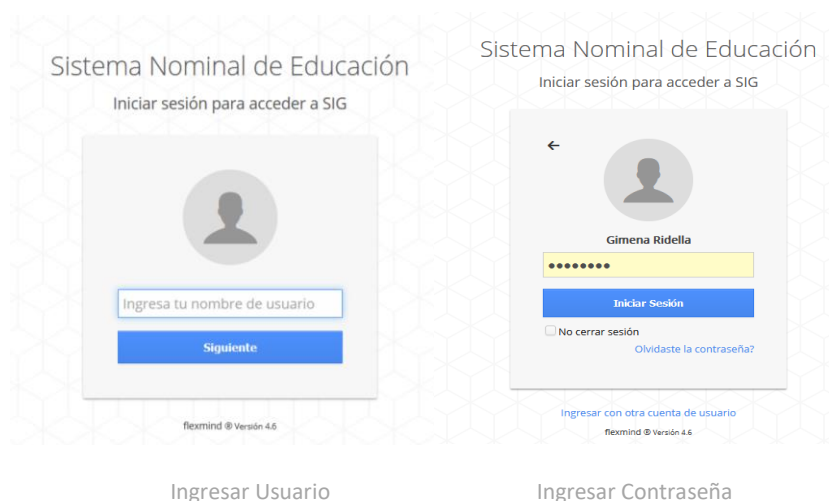 Sistema Nominal de Educación
Iniciar sesión para acceder a SIG
Ingresa tu nombre de usuario
Siguiente
flexmind ® Versión 4.6
Ingresar Usuario
Sistema Nominal de Educación
Iniciar sesión para acceder a SIG
Gimena Ridella
Iniciar Sesión
No cerrar sesión
Olvidaste la contraseña?
Ingresar con otra cuenta de usuario
flexmind ® Versión 4.6
Ingresar Contraseña